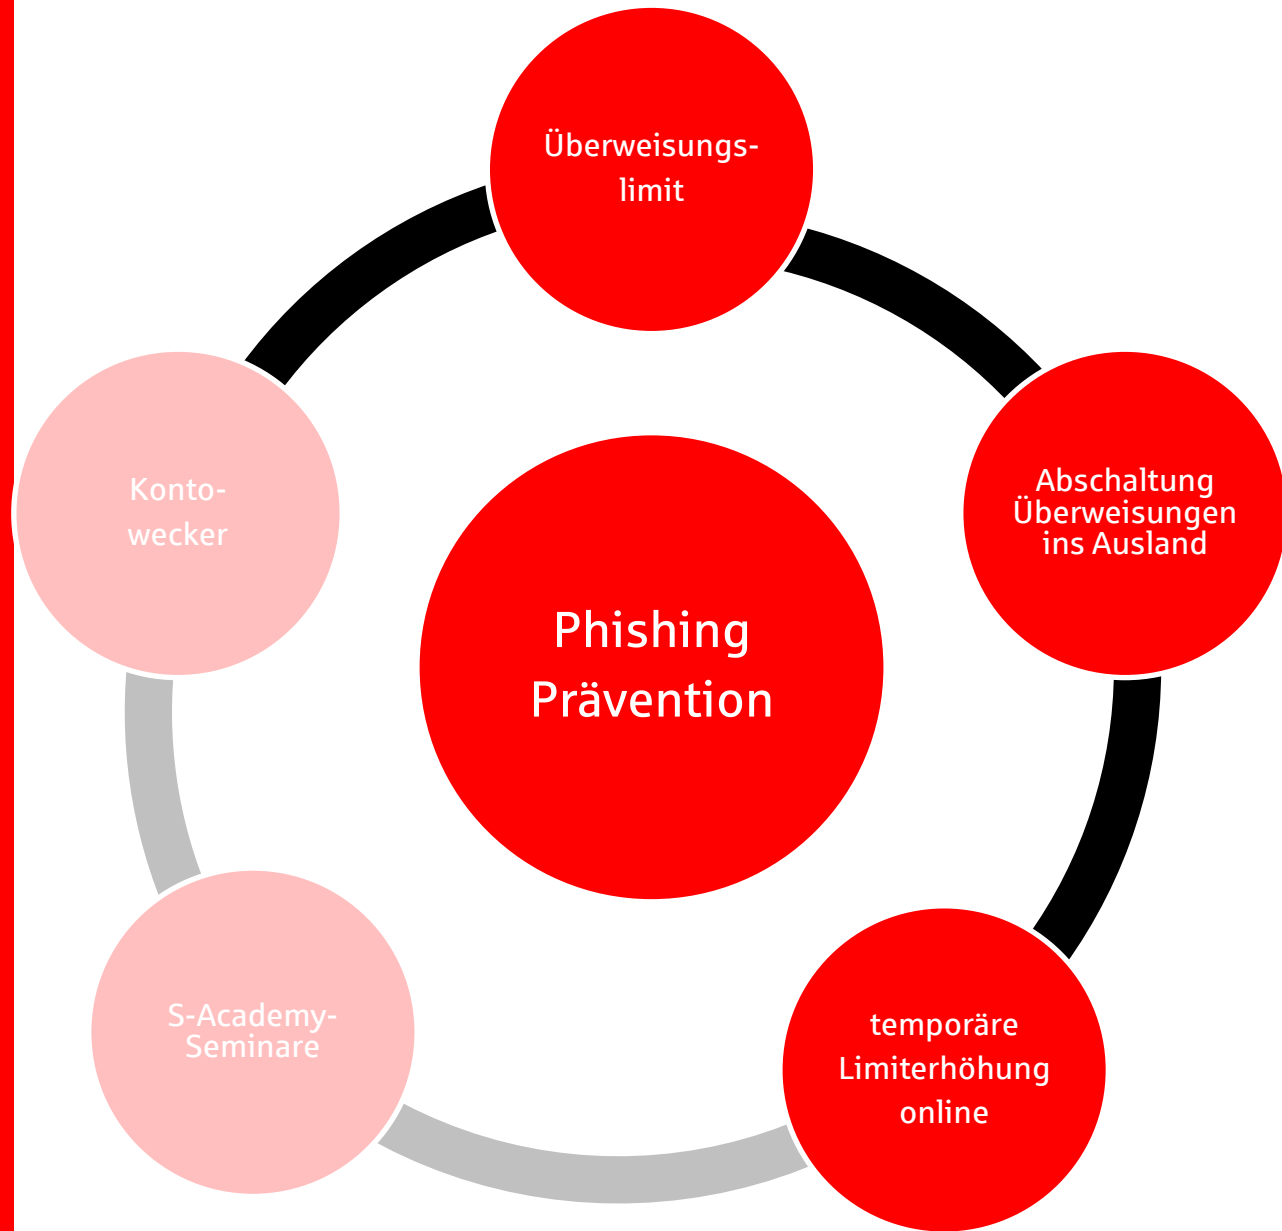 Überweisungs-
limit
Abschaltung
Überweisungen
ins Ausland
Konto-
wecker
Phishing
Prävention
S-Academy-
Seminare
temporäre
Limiterhöhung
online